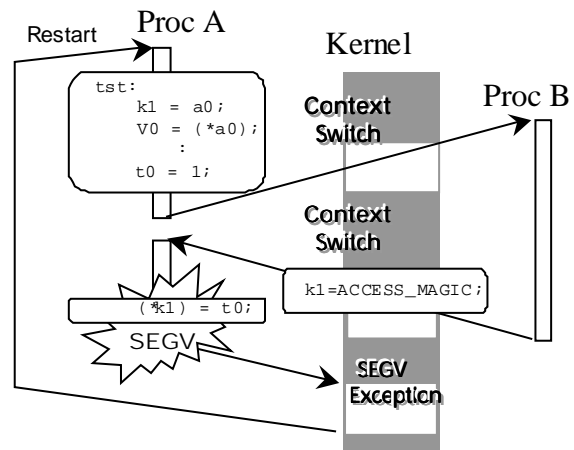 Restart
Proc A
Kernel
Proc B
tst:
k1 = a0;
V0 = (*a0);
:
t0 = 1;
Context
Switch
Context
Switch
k1=ACCESS_MAGIC;
(*k1) = t0;
SEGV
SEGV
Exception